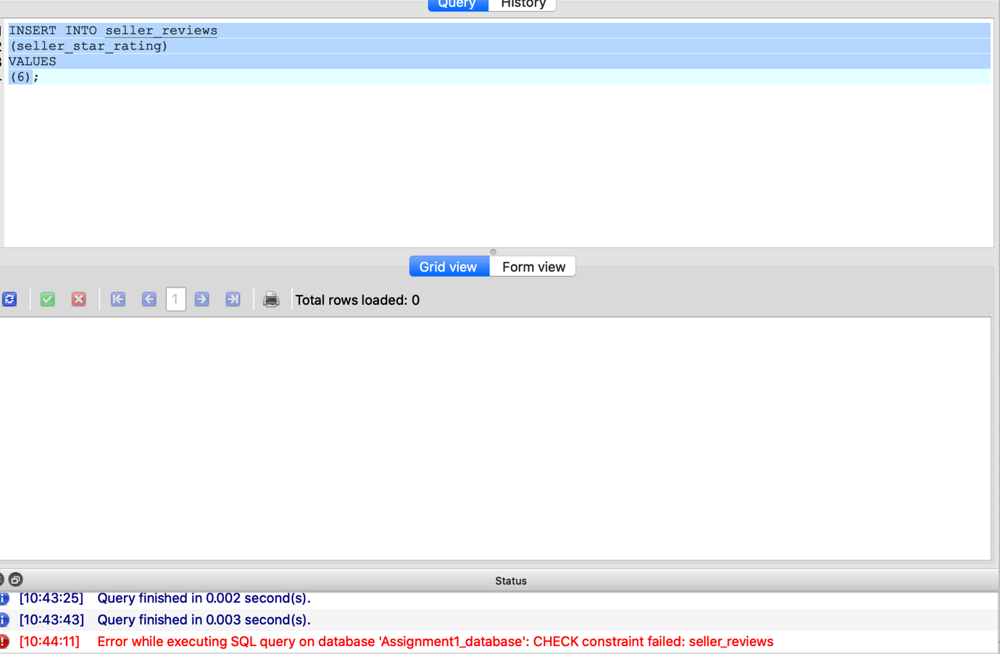 Query History
INSERT INTO seller_reviews
(seller_star_rating)
VALUES
(6);
Grid view Form view
1 Total rows loaded: 0
Status
[10:43:25] Query finished in 0.002 second(s).
[10:43:43] Query finished in 0.003 second(s).
[10:44:11] Error while executing SQL query on database 'Assignment1_database': CHECK constraint failed: seller_reviews